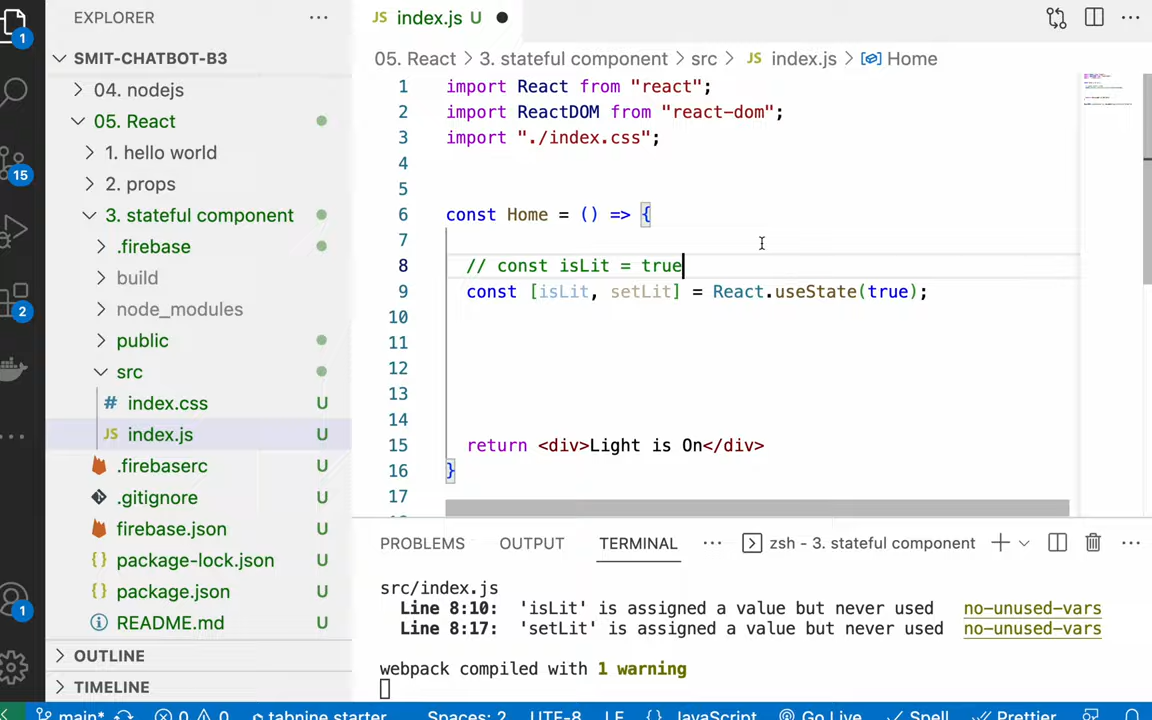 EXPLORER
SMIT-CHATBOT-B3
04. nodejs
05. React
1. hello world
2. props
3. stateful component
.firebase
build
node_modules
public
src
# index.css U
JS index.js U
.firebaserc U
.gitignore U
firebase.json U
{} package-lock.json U
{} package.json U
README.md U
OUTLINE
TIMELINE
1
15
2
1
JS index.js U
05. React > 3. stateful component > src > JS index.js > Home
1 import React from "react";
2 import ReactDOM from "react-dom";
3 import "./index.css";
4
5
6 const Home = () => {
7
8 // const isLit = true
9 const [isLit, setLit] = React.useState(true);
10
11
12
13
14
15 return <div>Light is On</div>
16 }
17
PROBLEMS OUTPUT TERMINAL ... zsh - 3. stateful component
src/index.js
Line 8:10: 'isLit' is assigned a value but never used no-unused-vars
Line 8:17: 'setLit' is assigned a value but never used no-unused-vars
webpack compiled with 1 warning
main* 0 0 tabnine starter Spaces: 2 UTF-8 LF {} JavaScript Go Live Spell Prettier